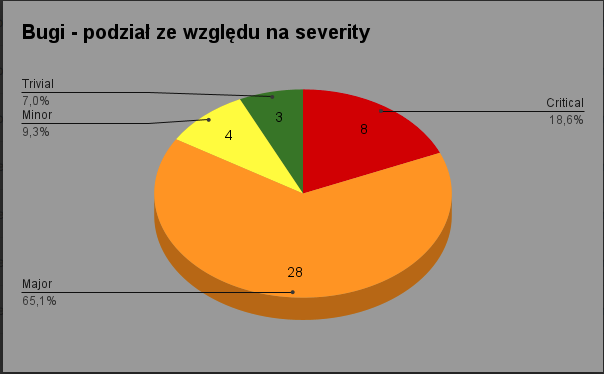 Bugi - podział ze względu na severity
Trivial
7,0%
Minor
9,3%
Critical
18,6%
3
4
8
28
Major
65,1%